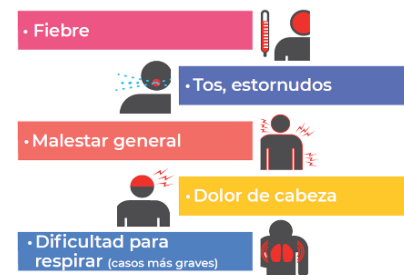 • Fiebre
• Tos, estornudos
• Malestar general
• Dolor de cabeza
• Dificultad para
respirar (casos más graves)